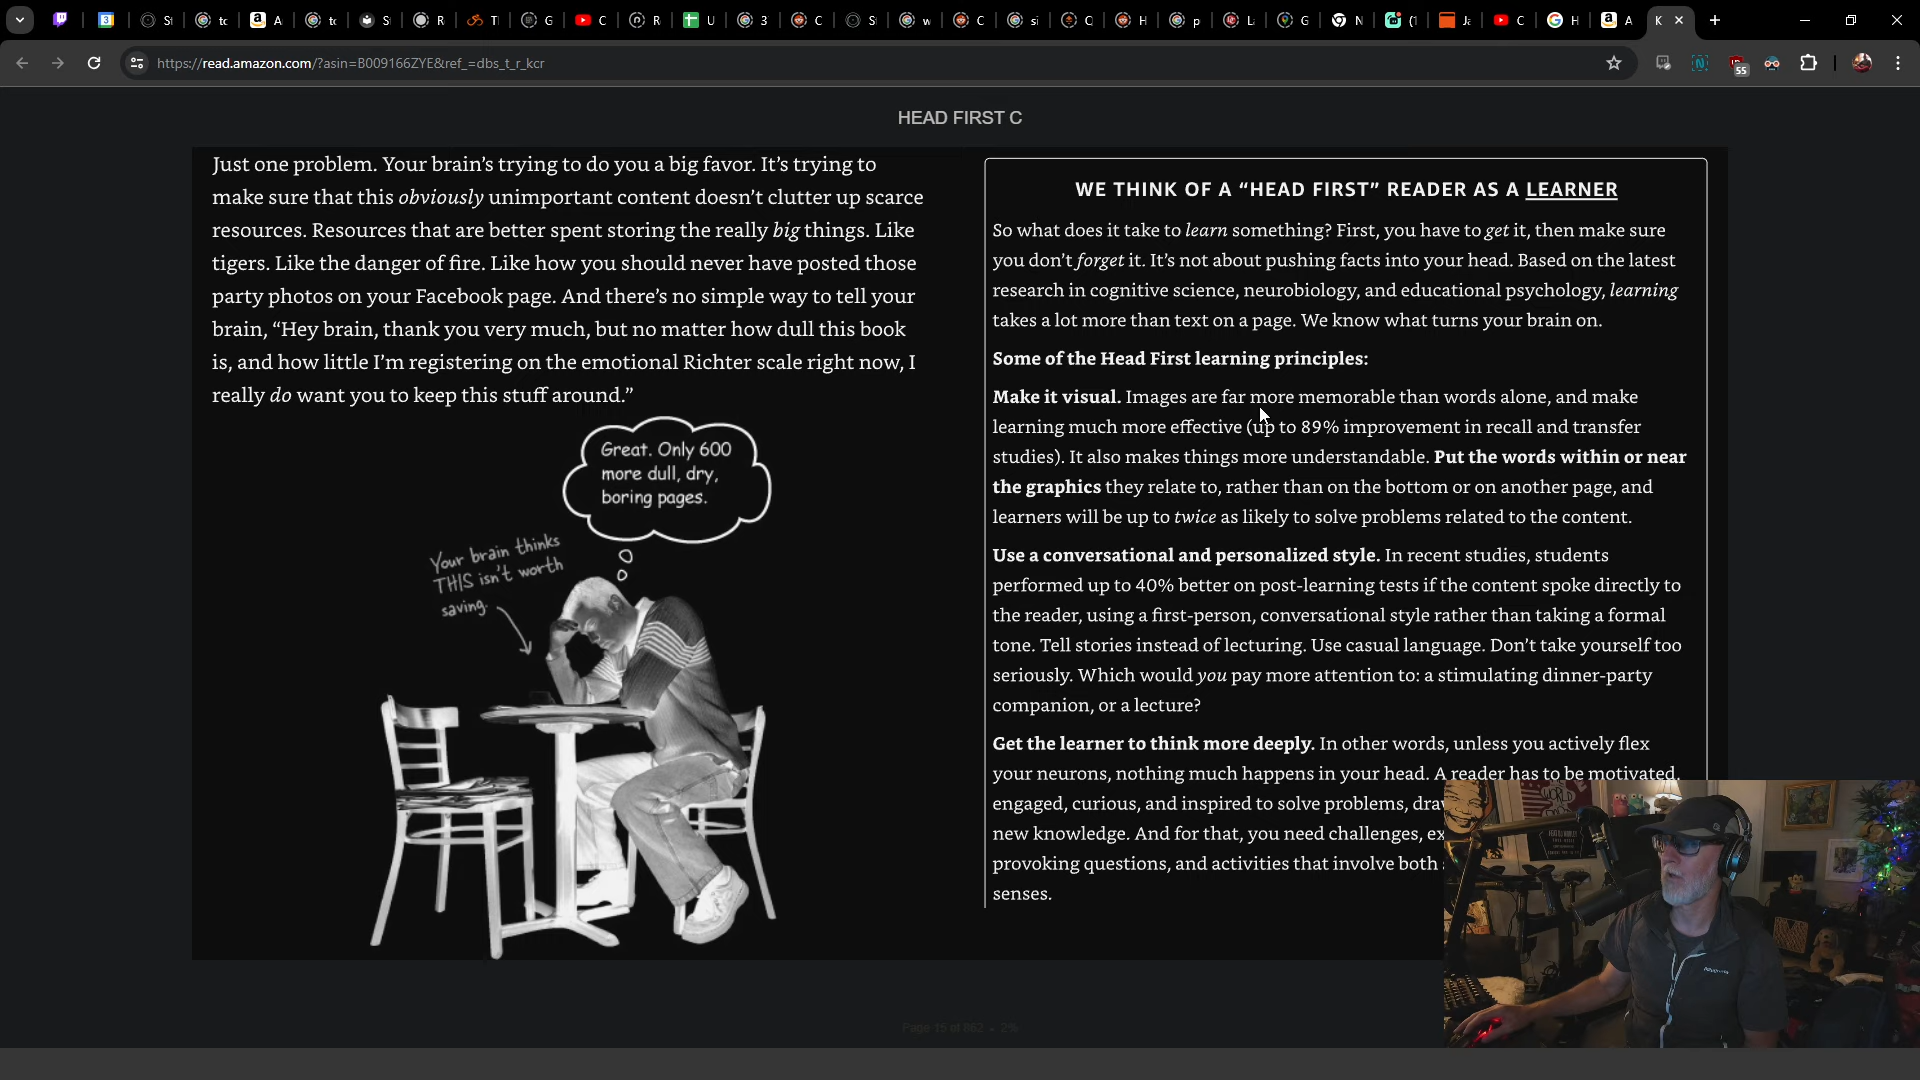 https://read.amazon.com/?asin=B009166ZYE&ref_=dbs_t_r_kcr
55
HEAD FIRST C
Just one problem. Your brain's trying to do you a big favor. It's trying to
make sure that this obviously unimportant content doesn't clutter up scarce
resources. Resources that are better spent storing the really big things. Like
tigers. Like the danger of fire. Like how you should never have posted those
party photos on your Facebook page. And there's no simple way to tell your
brain, “Hey brain, thank you very much, but no matter how dull this book
is, and how little I'm registering on the emotional Richter scale right now, I
really do want you to keep this stuff around.”
Great. Only 600
more dull, dry,
boring pages.
Your brain thinks
THIS isn't worth
saving.
WE THINK OF A “HEAD FIRST” READER AS A LEARNER
So what does it take to learn something? First, you have to get it, then make sure
you don't forget it. It's not about pushing facts into your head. Based on the latest
research in cognitive science, neurobiology, and educational psychology, learning
takes a lot more than text on a page. We know what turns your brain on.
Some of the Head First learning principles:
Make it visual. Images are far more memorable than words alone, and make
learning much more effective (up to 89% improvement in recall and transfer
studies). It also makes things more understandable. Put the words within or near
the graphics they relate to, rather than on the bottom or on another page, and
learners will be up to twice as likely to solve problems related to the content.
Use a conversational and personalized style. In recent studies, students
performed up to 40% better on post-learning tests if the content spoke directly to
the reader, using a first-person, conversational style rather than taking a formal
tone. Tell stories instead of lecturing. Use casual language. Don't take yourself too
seriously. Which would you pay more attention to: a stimulating dinner-party
companion, or a lecture?
Get the learner to think more deeply. In other words, unless you actively flex
your neurons, nothing much happens in your head. A reader has to be motivated,
engaged, curious, and inspired to solve problems,
new knowledge. And for that, you need challenges,
provoking questions, and activities that involve both
senses.
Page 15 of 862 • 2%